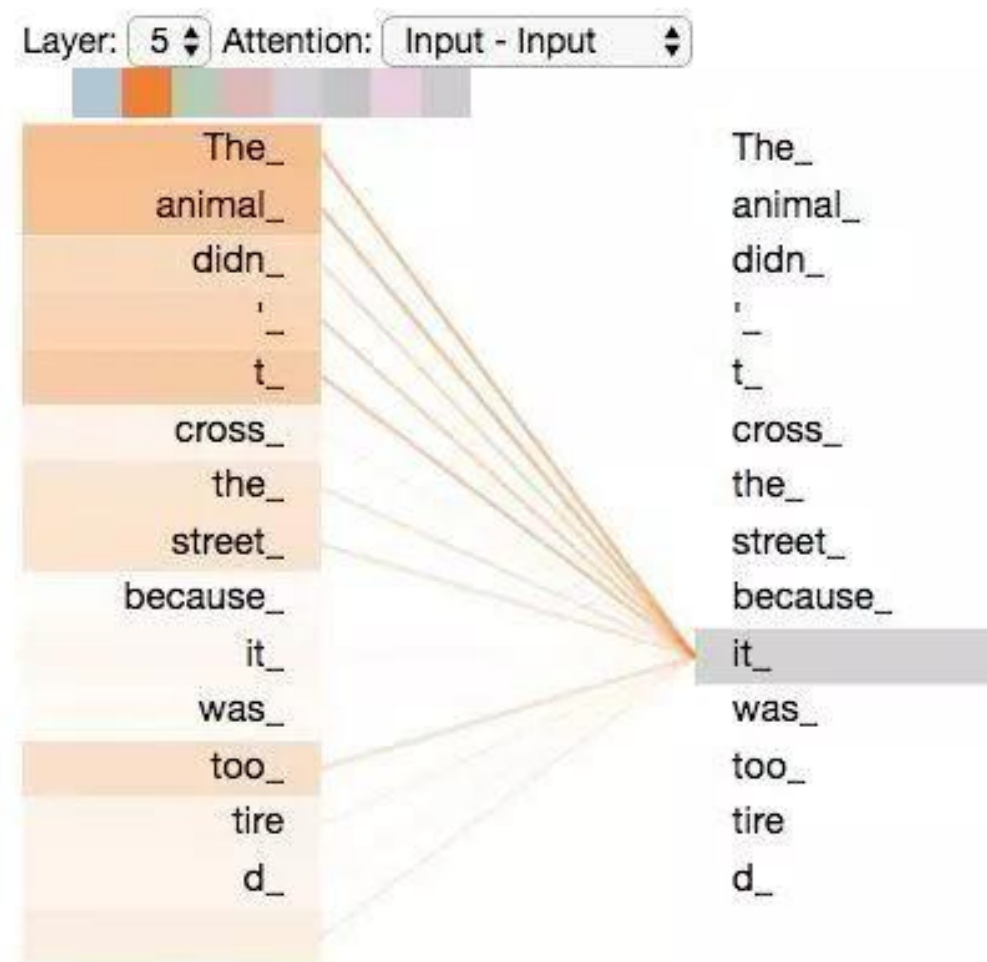 Layer: 5 Attention: Input - Input
The_ The_
animal_ animal_
didn_ didn_
'_ '_
t_ t_
cross_ cross_
the_ the_
street_ street_
because_ because_
it_ it_
was_ was_
too_ too_
tire tire
d_ d_